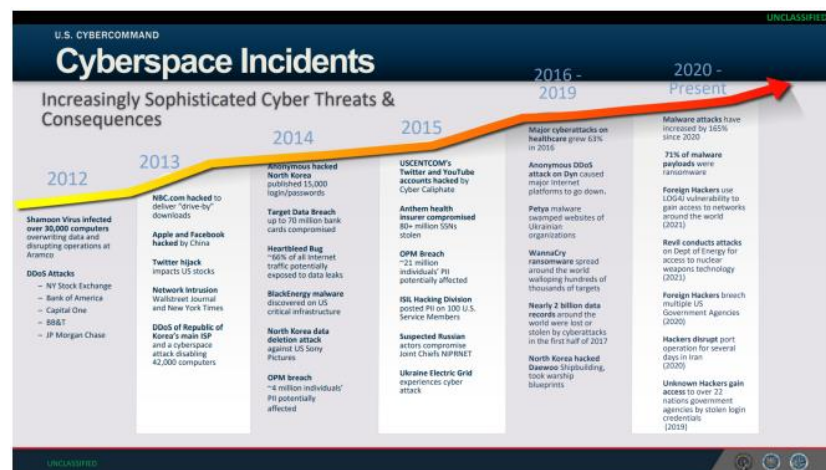 UNCLASSIFIED
U.S. CYBERCOMMAND
Cyberspace Incidents
Increasingly Sophisticated Cyber Threats &
Consequences
2012
Shamoon Virus infected
over 30,000 computers
overwriting data and
disrupting operations at
Aramco
DDoS Attacks
– NY Stock Exchange
– Bank of America
– Capital One
– BB&T
– JP Morgan Chase
2013
NBC.com hacked to
deliver "drive-by"
downloads
Apple and Facebook
hacked by China
Twitter hijack
impacts US stocks
Network Intrusion
Wallstreet Journal
and New York Times
DDoS of Republic of
Korea's main ISP
and a cyberspace
attack disabling
42,000 computers
2014
Anonymous hacked
North Korea
published 15,000
login/passwords
Target Data Breach
up to 70 million bank
cards compromised
Heartbleed Bug
~66% of all Internet
traffic potentially
exposed to data leaks
BlackEnergy malware
discovered on US
critical infrastructure
North Korea data
deletion attack
against US Sony
Pictures
OPM breach
~4 million individuals'
PII potentially
affected
2015
USCENTCOM's
Twitter and YouTube
accounts hacked by
Cyber Caliphate
Anthem health
insurer compromised
80+ million SSNs
stolen
OPM Breach
~21 million
individuals' PII
potentially affected
ISIL Hacking Division
posted PII on 100 U.S.
Service Members
Suspected Russian
actors compromise
Joint Chiefs NIPRNET
Ukraine Electric Grid
experiences cyber
attack
2016 -
2019
Major cyberattacks on
healthcare grew 63%
in 2016
Anonymous DDoS
attack on Dyn caused
major Internet
platforms to go down.
Petya malware
swamped websites of
Ukrainian
organizations
WannaCry
ransomware spread
around the world
walloping hundreds of
thousands of targets
Nearly 2 billion data
records around the
world were lost or
stolen by cyberattacks
in the first half of 2017
North Korea hacked
Daewoo Shipbuilding,
took warship
blueprints
2020 -
Present
Malware attacks have
increased by 165%
since 2020
71% of malware
payloads were
ransomware
Foreign Hackers use
LOG4J vulnerability to
gain access to networks
around the world
(2021)
Revil conducts attacks
on Dept of Energy for
access to nuclear
weapons technology
(2021)
Foreign Hackers breech
multiple US
Government Agencies
(2020)
Hackers disrupt port
operation for several
days in Iran
(2020)
Unknown Hackers gain
access to over 22
nations government
agencies by stolen login
credentials
(2019)
UNCLASSIFIED